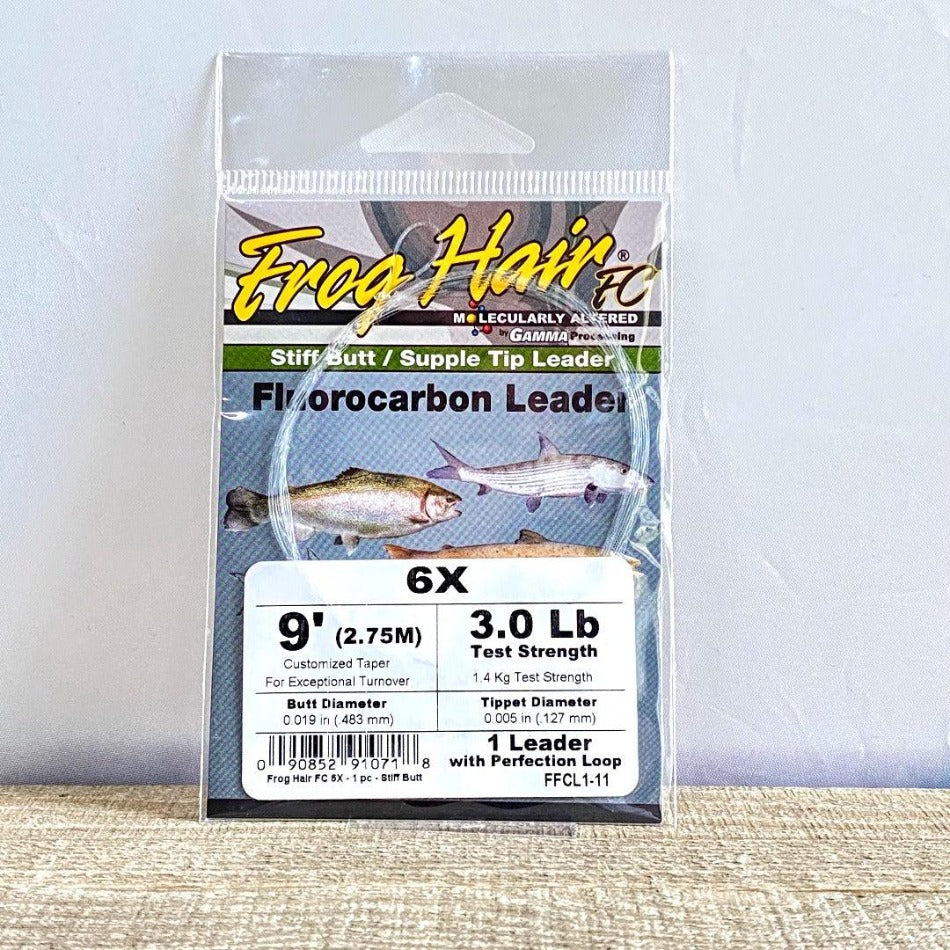 Frog Hair® FC
MOLECULARLY ALTERED
by GAMMA Processing
Stiff Butt / Supple Tip Leader
Fluorocarbon Leader
6X
9' (2.75M)
Customized Taper
For Exceptional Turnover
3.0 Lb
Test Strength
1.4 Kg Test Strength
Butt Diameter
0.019 in (.483 mm)
Tippet Diameter
0.005 in (.127 mm)
0 90852 91071 8
Frog Hair FC 6X - 1 pc - Stiff Butt
1 Leader
with Perfection Loop
FFCL1-11